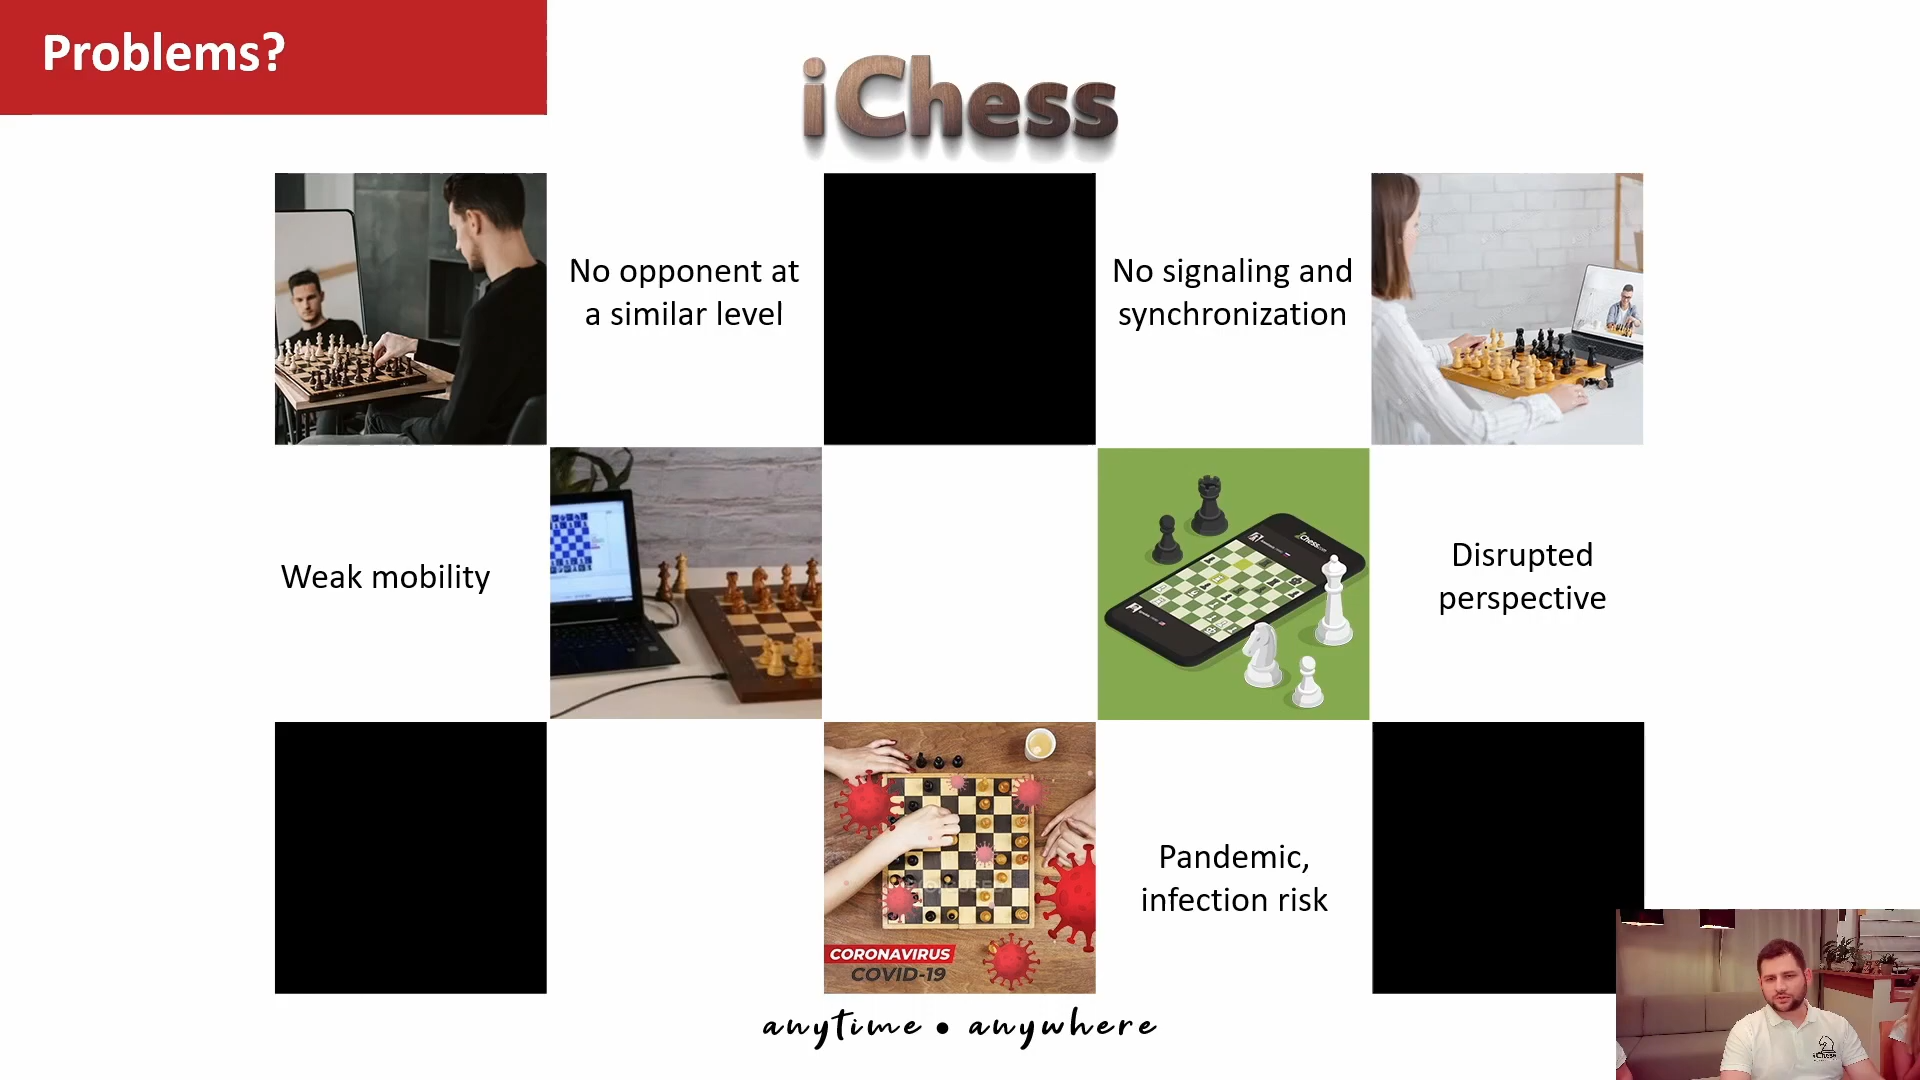 Problems?
iChess
No opponent at
a similar level
No signaling and
synchronization
Weak mobility
Disrupted
perspective
Pandemic,
infection risk
CORONAVIRUS
COVID-19
anytime • anywhere
iChess